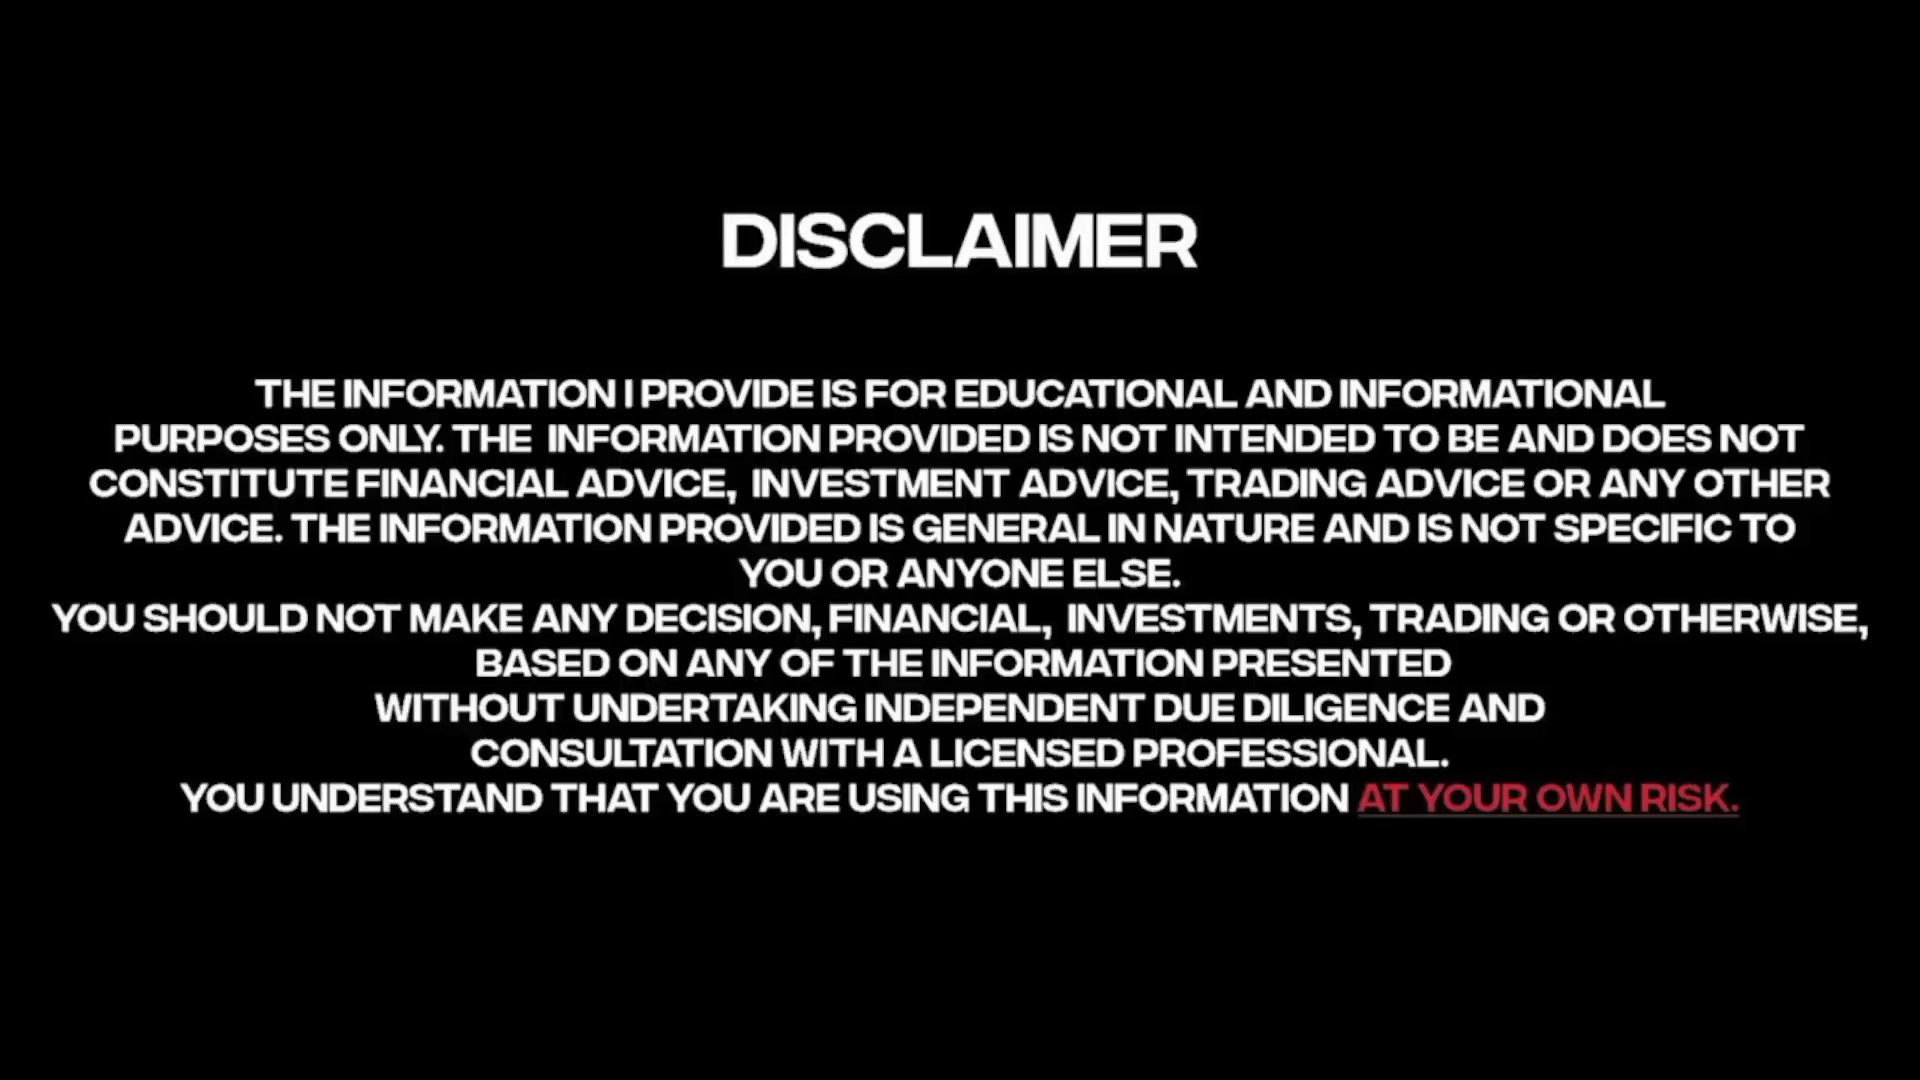 DISCLAIMER
THE INFORMATION I PROVIDE IS FOR EDUCATIONAL AND INFORMATIONAL
PURPOSES ONLY. THE INFORMATION PROVIDED IS NOT INTENDED TO BE AND DOES NOT
CONSTITUTE FINANCIAL ADVICE, INVESTMENT ADVICE, TRADING ADVICE OR ANY OTHER
ADVICE. THE INFORMATION PROVIDED IS GENERAL IN NATURE AND IS NOT SPECIFIC TO
YOU OR ANYONE ELSE.
YOU SHOULD NOT MAKE ANY DECISION, FINANCIAL, INVESTMENTS, TRADING OR OTHERWISE,
BASED ON ANY OF THE INFORMATION PRESENTED
WITHOUT UNDERTAKING INDEPENDENT DUE DILIGENCE AND
CONSULTATION WITH A LICENSED PROFESSIONAL.
YOU UNDERSTAND THAT YOU ARE USING THIS INFORMATION AT YOUR OWN RISK.